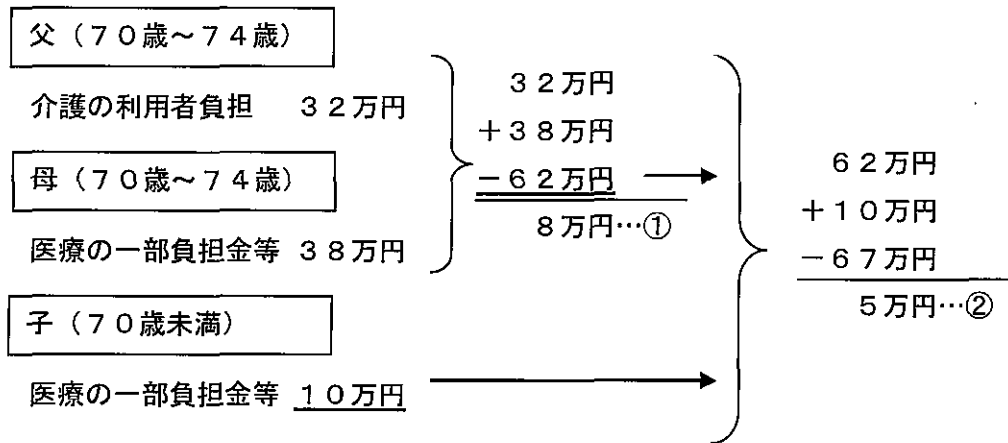 父（７０歳～７４歳）
介護の利用者負担　３２万円
母（７０歳～７４歳）
医療の一部負担金等　３８万円
子（７０歳未満）
医療の一部負担金等　１０万円
３２万円
＋３８万円
－６２万円
８万円…①
６２万円
＋１０万円
－６７万円
５万円…②